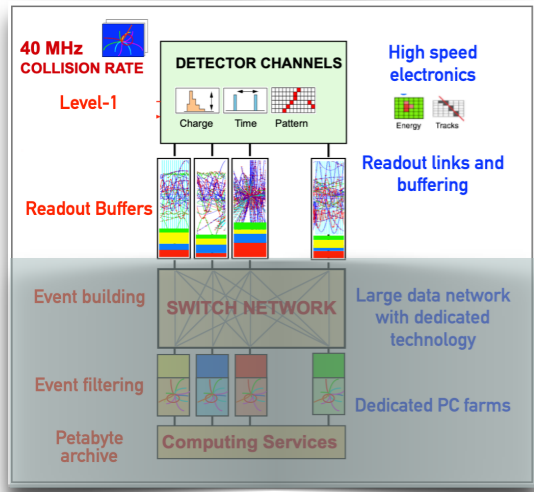 40 MHz
COLLISION RATE
DETECTOR CHANNELS
High speed
electronics
Level-1
Charge
Time
Pattern
Energy
Tracks
Readout links and
buffering
Readout Buffers
Event building
SWITCH NETWORK
Large data network
with dedicated
technology
Event filtering
Dedicated PC farms
Petabyte
archive
Computing Services